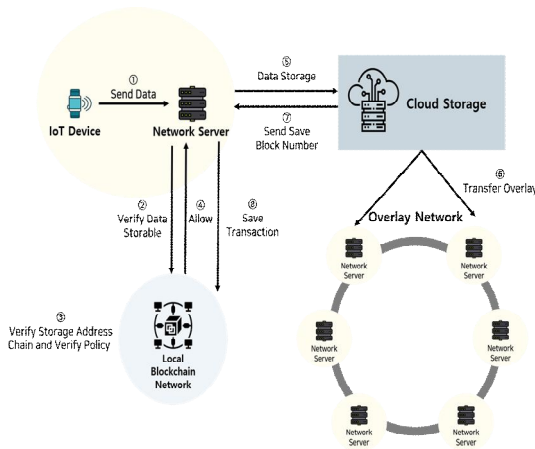 ①
Send Data
IoT Device
Network Server
⑤
Data Storage
⑦
Send Save
Block Number
Cloud Storage
⑥
Transfer Overlay
Overlay Network
②
Verify Data
Storable
④
Allow
⑧
Save
Transaction
③
Verify Storage Address
Chain and Verify Policy
Local
Blockchain
Network
Network
Server
Network
Server
Network
Server
Network
Server
Network
Server
Network
Server